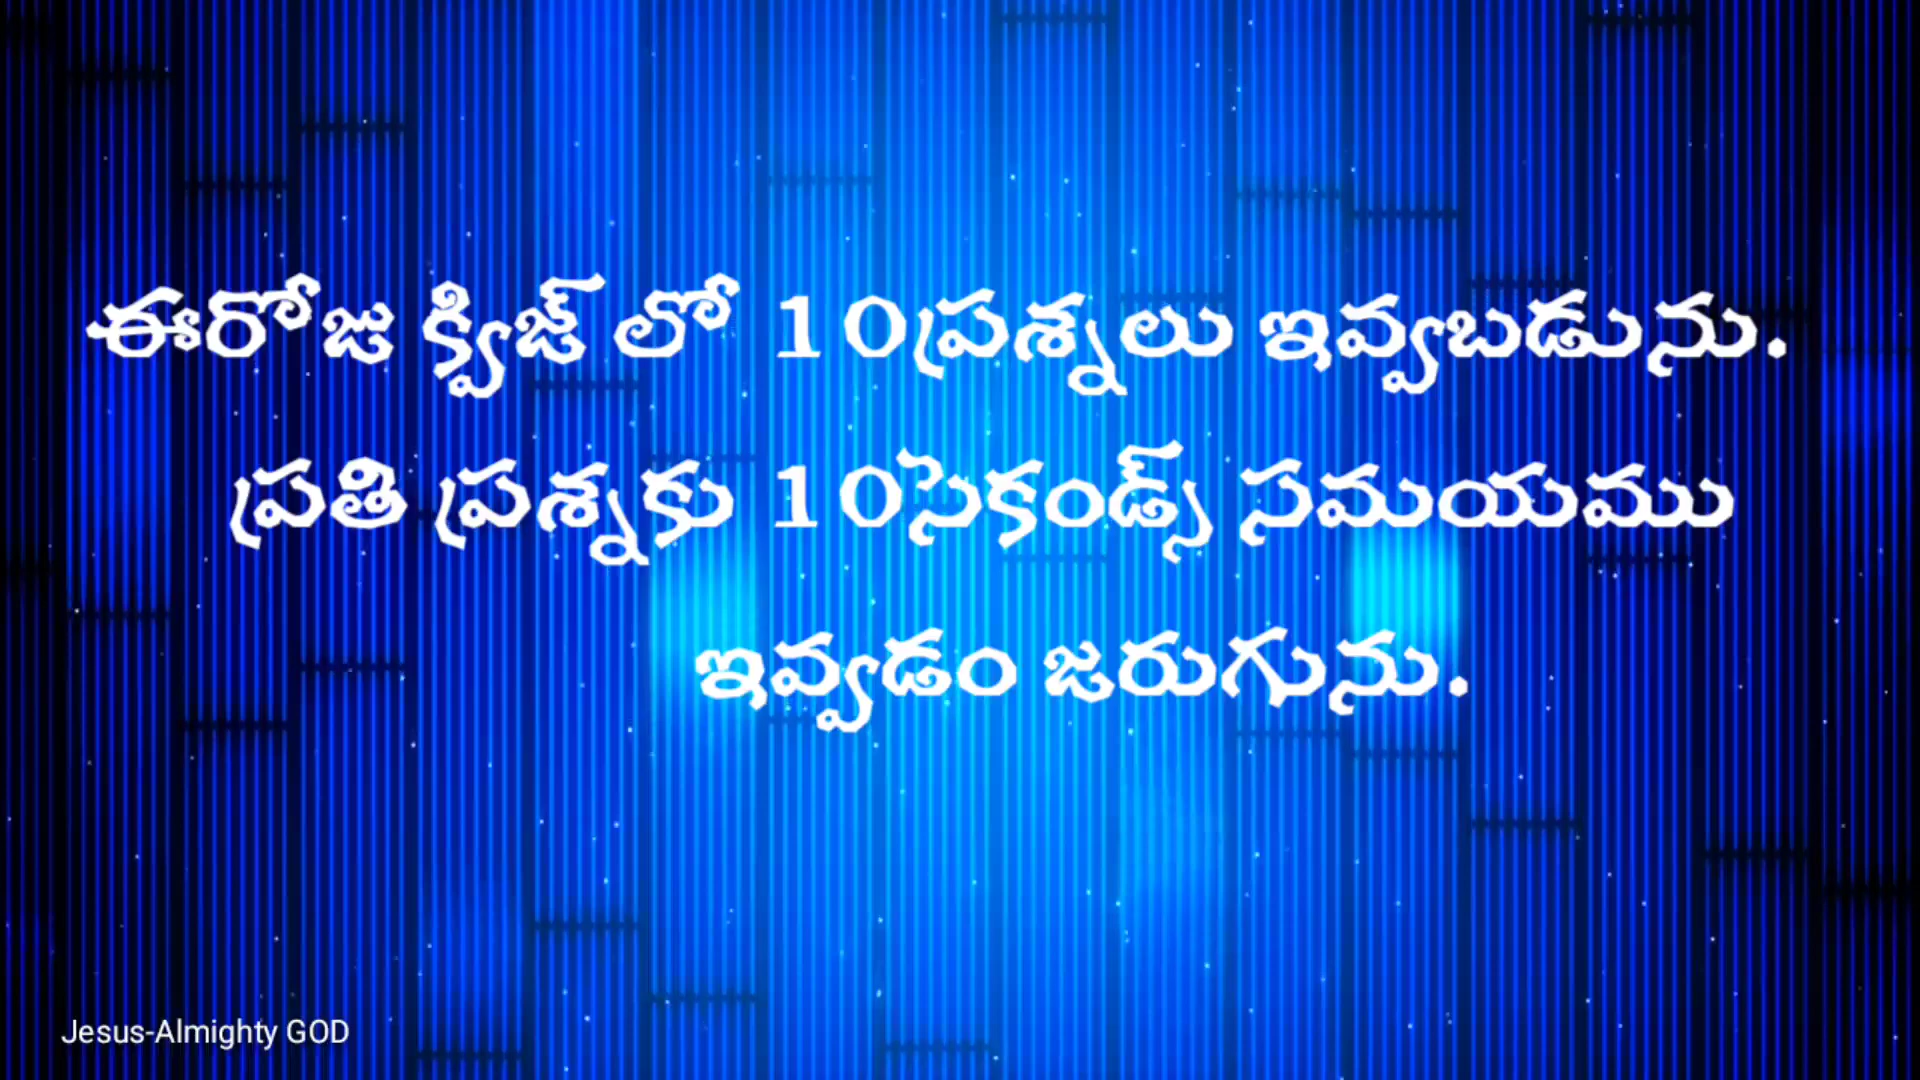 ఈరోజు క్విజ్ లో 10ప్రశ్నలు ఇవ్వబడును.
ప్రతి ప్రశ్నకు 10సెకండ్స్ సమయము
ఇవ్వడం జరుగును.
Jesus-Almighty GOD